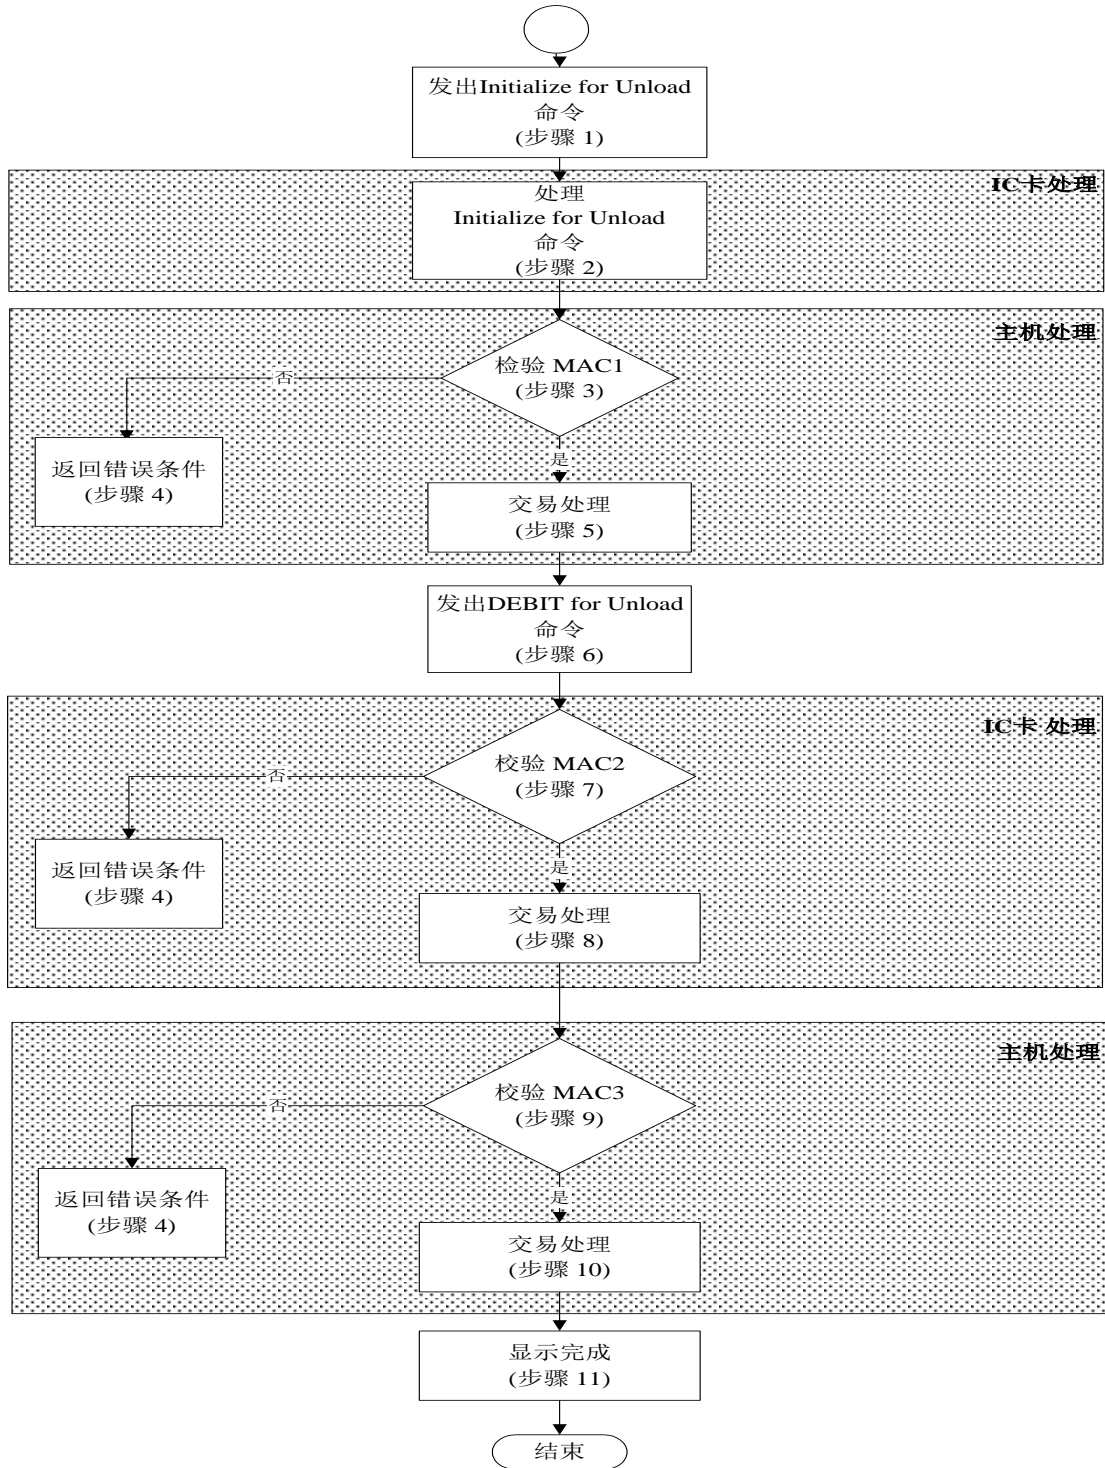 发出Initialize for Unload
命令
(步骤 1)
IC卡处理
处理
Initialize for Unload
命令
(步骤 2)
主机处理
检验 MAC1
(步骤 3)
否
返回错误条件
(步骤 4)
是
交易处理
(步骤 5)
发出DEBIT for Unload
命令
(步骤 6)
IC卡 处理
校验 MAC2
(步骤 7)
否
返回错误条件
(步骤 4)
是
交易处理
(步骤 8)
主机处理
校验 MAC3
(步骤 9)
否
返回错误条件
(步骤 4)
是
交易处理
(步骤 10)
显示完成
(步骤 11)
结束